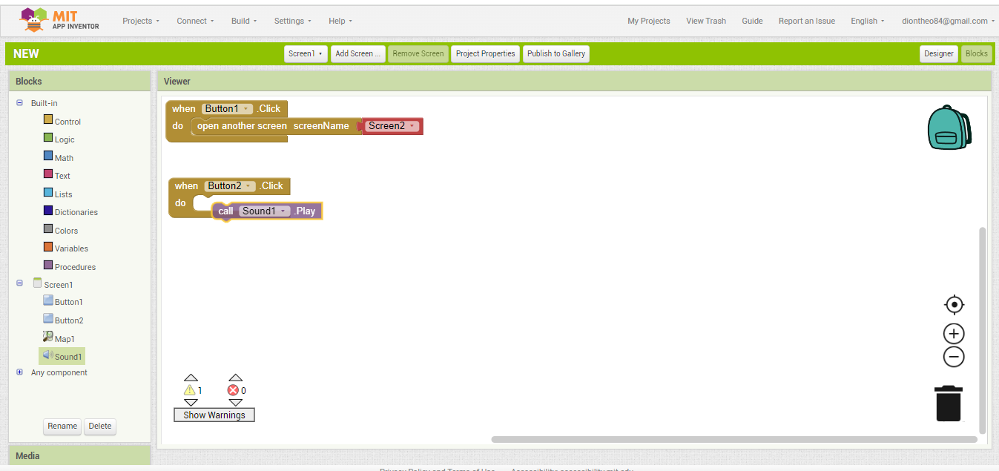 MIT
APP INVENTOR
Projects Connect Build Settings Help My Projects View Trash Guide Report an Issue English diontheo84@gmail.com
NEW Screen1 Add Screen ... Remove Screen Project Properties Publish to Gallery Designer Blocks
Blocks
Built-in
Control
Logic
Math
Text
Lists
Dictionaries
Colors
Variables
Procedures
Screen1
Button1
Button2
Map1
Sound1
Any component
Rename Delete
Media
Viewer
when Button1 .Click
do open another screen screenName Screen2
when Button2 .Click
do
call Sound1 .Play
1 0
Show Warnings
Privacy Policy and Terms of Use Accessibility: accessibility.mit.edu